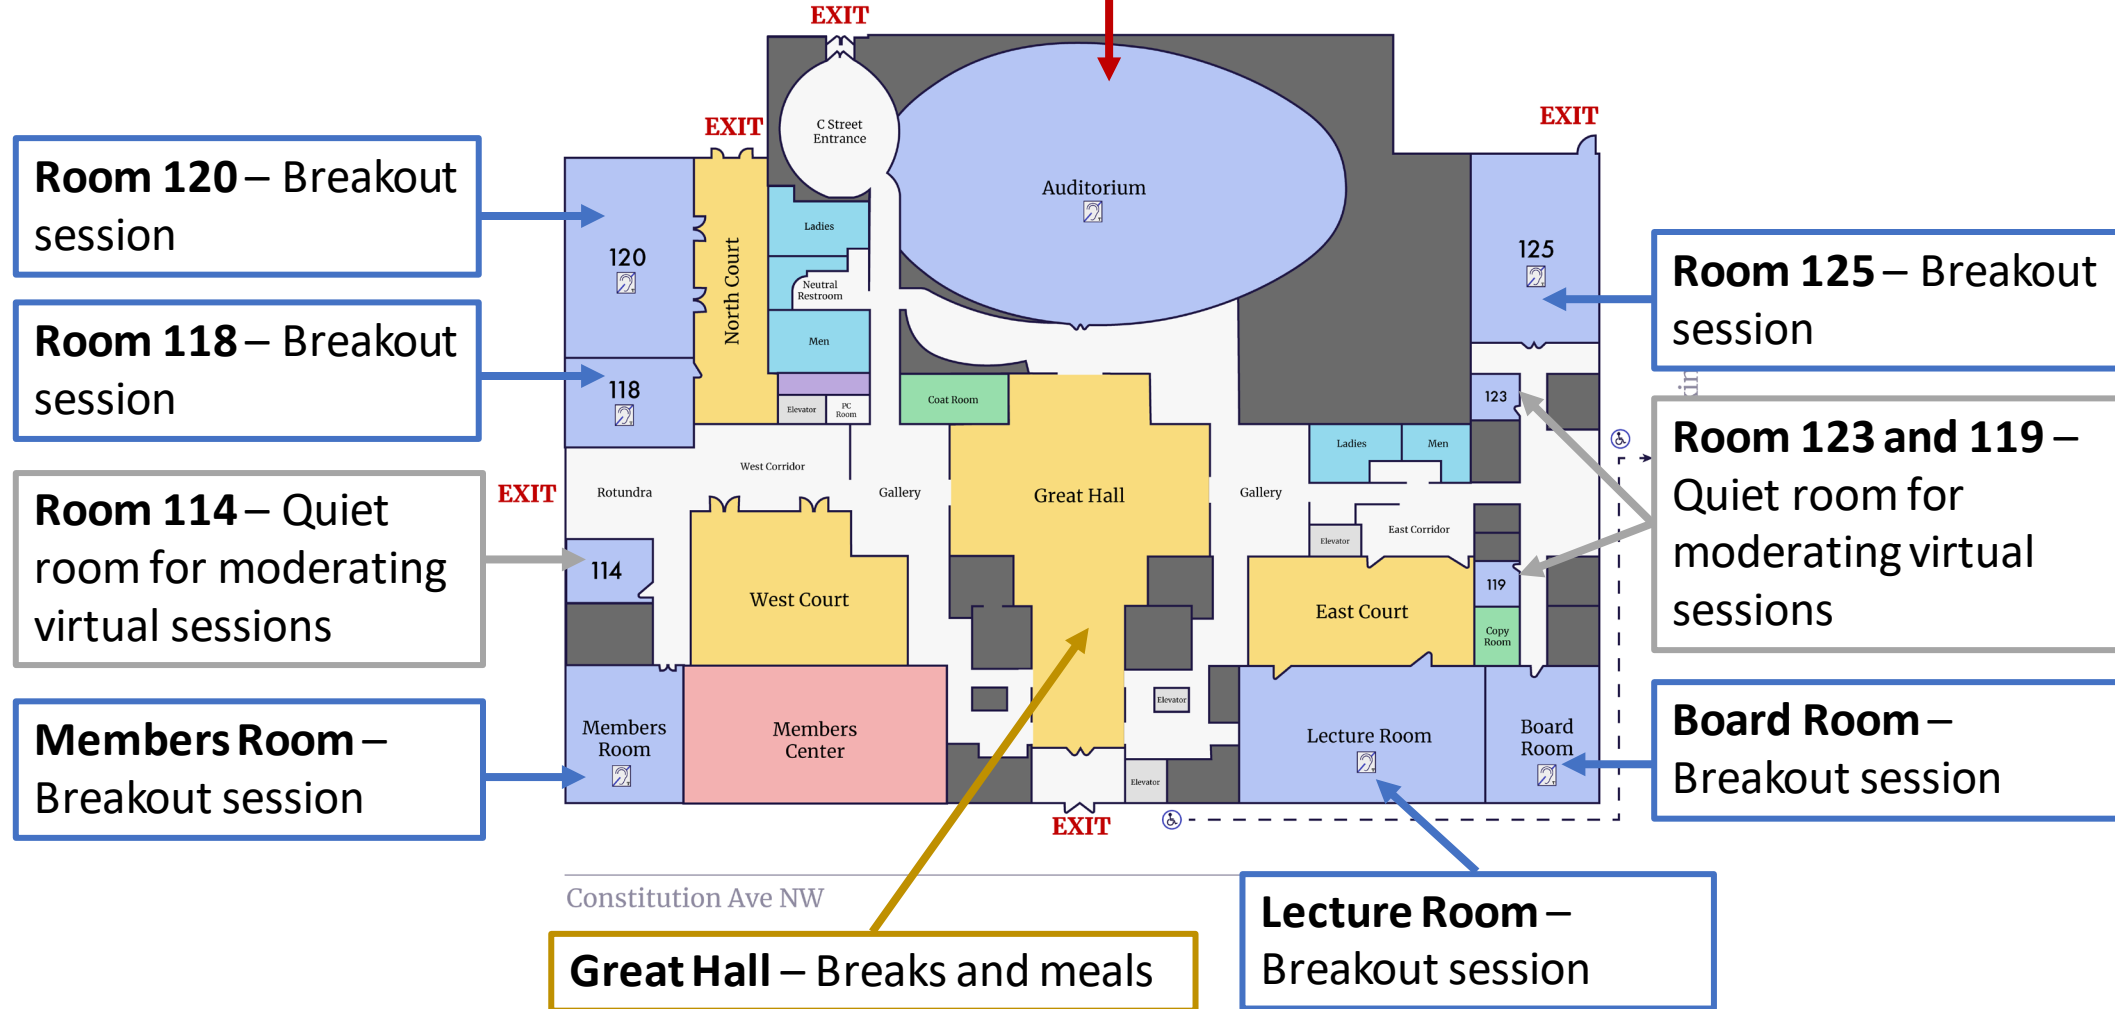 EXIT
EXIT
EXIT
C Street
Entrance
Auditorium
Room 120 – Breakout
session
Room 118 – Breakout
session
Room 114 – Quiet
room for moderating
virtual sessions
Members Room –
Breakout session
120
118
North Court
Ladies
Neutral
Restroom
Men
Elevator
PC
Room
Coat Room
125
123
Room 125 – Breakout
session
Room 123 and 119 –
Quiet room for
moderating virtual
sessions
Board Room –
Breakout session
Ladies
Men
EXIT
Rotundra
West Corridor
Gallery
Great Hall
Gallery
Elevator
East Corridor
114
West Court
East Court
119
Copy
Room
Members
Room
Members
Center
Elevator
Elevator
Lecture Room
Board
Room
EXIT
Constitution Ave NW
Great Hall – Breaks and meals
Lecture Room –
Breakout session